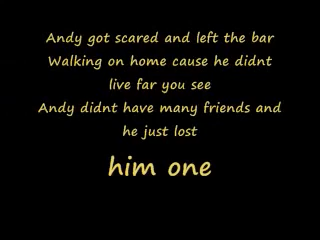 Andy got scared and left the bar
Walking on home cause he didnt
live far you see
Andy didnt have many friends and
he just lost
him one